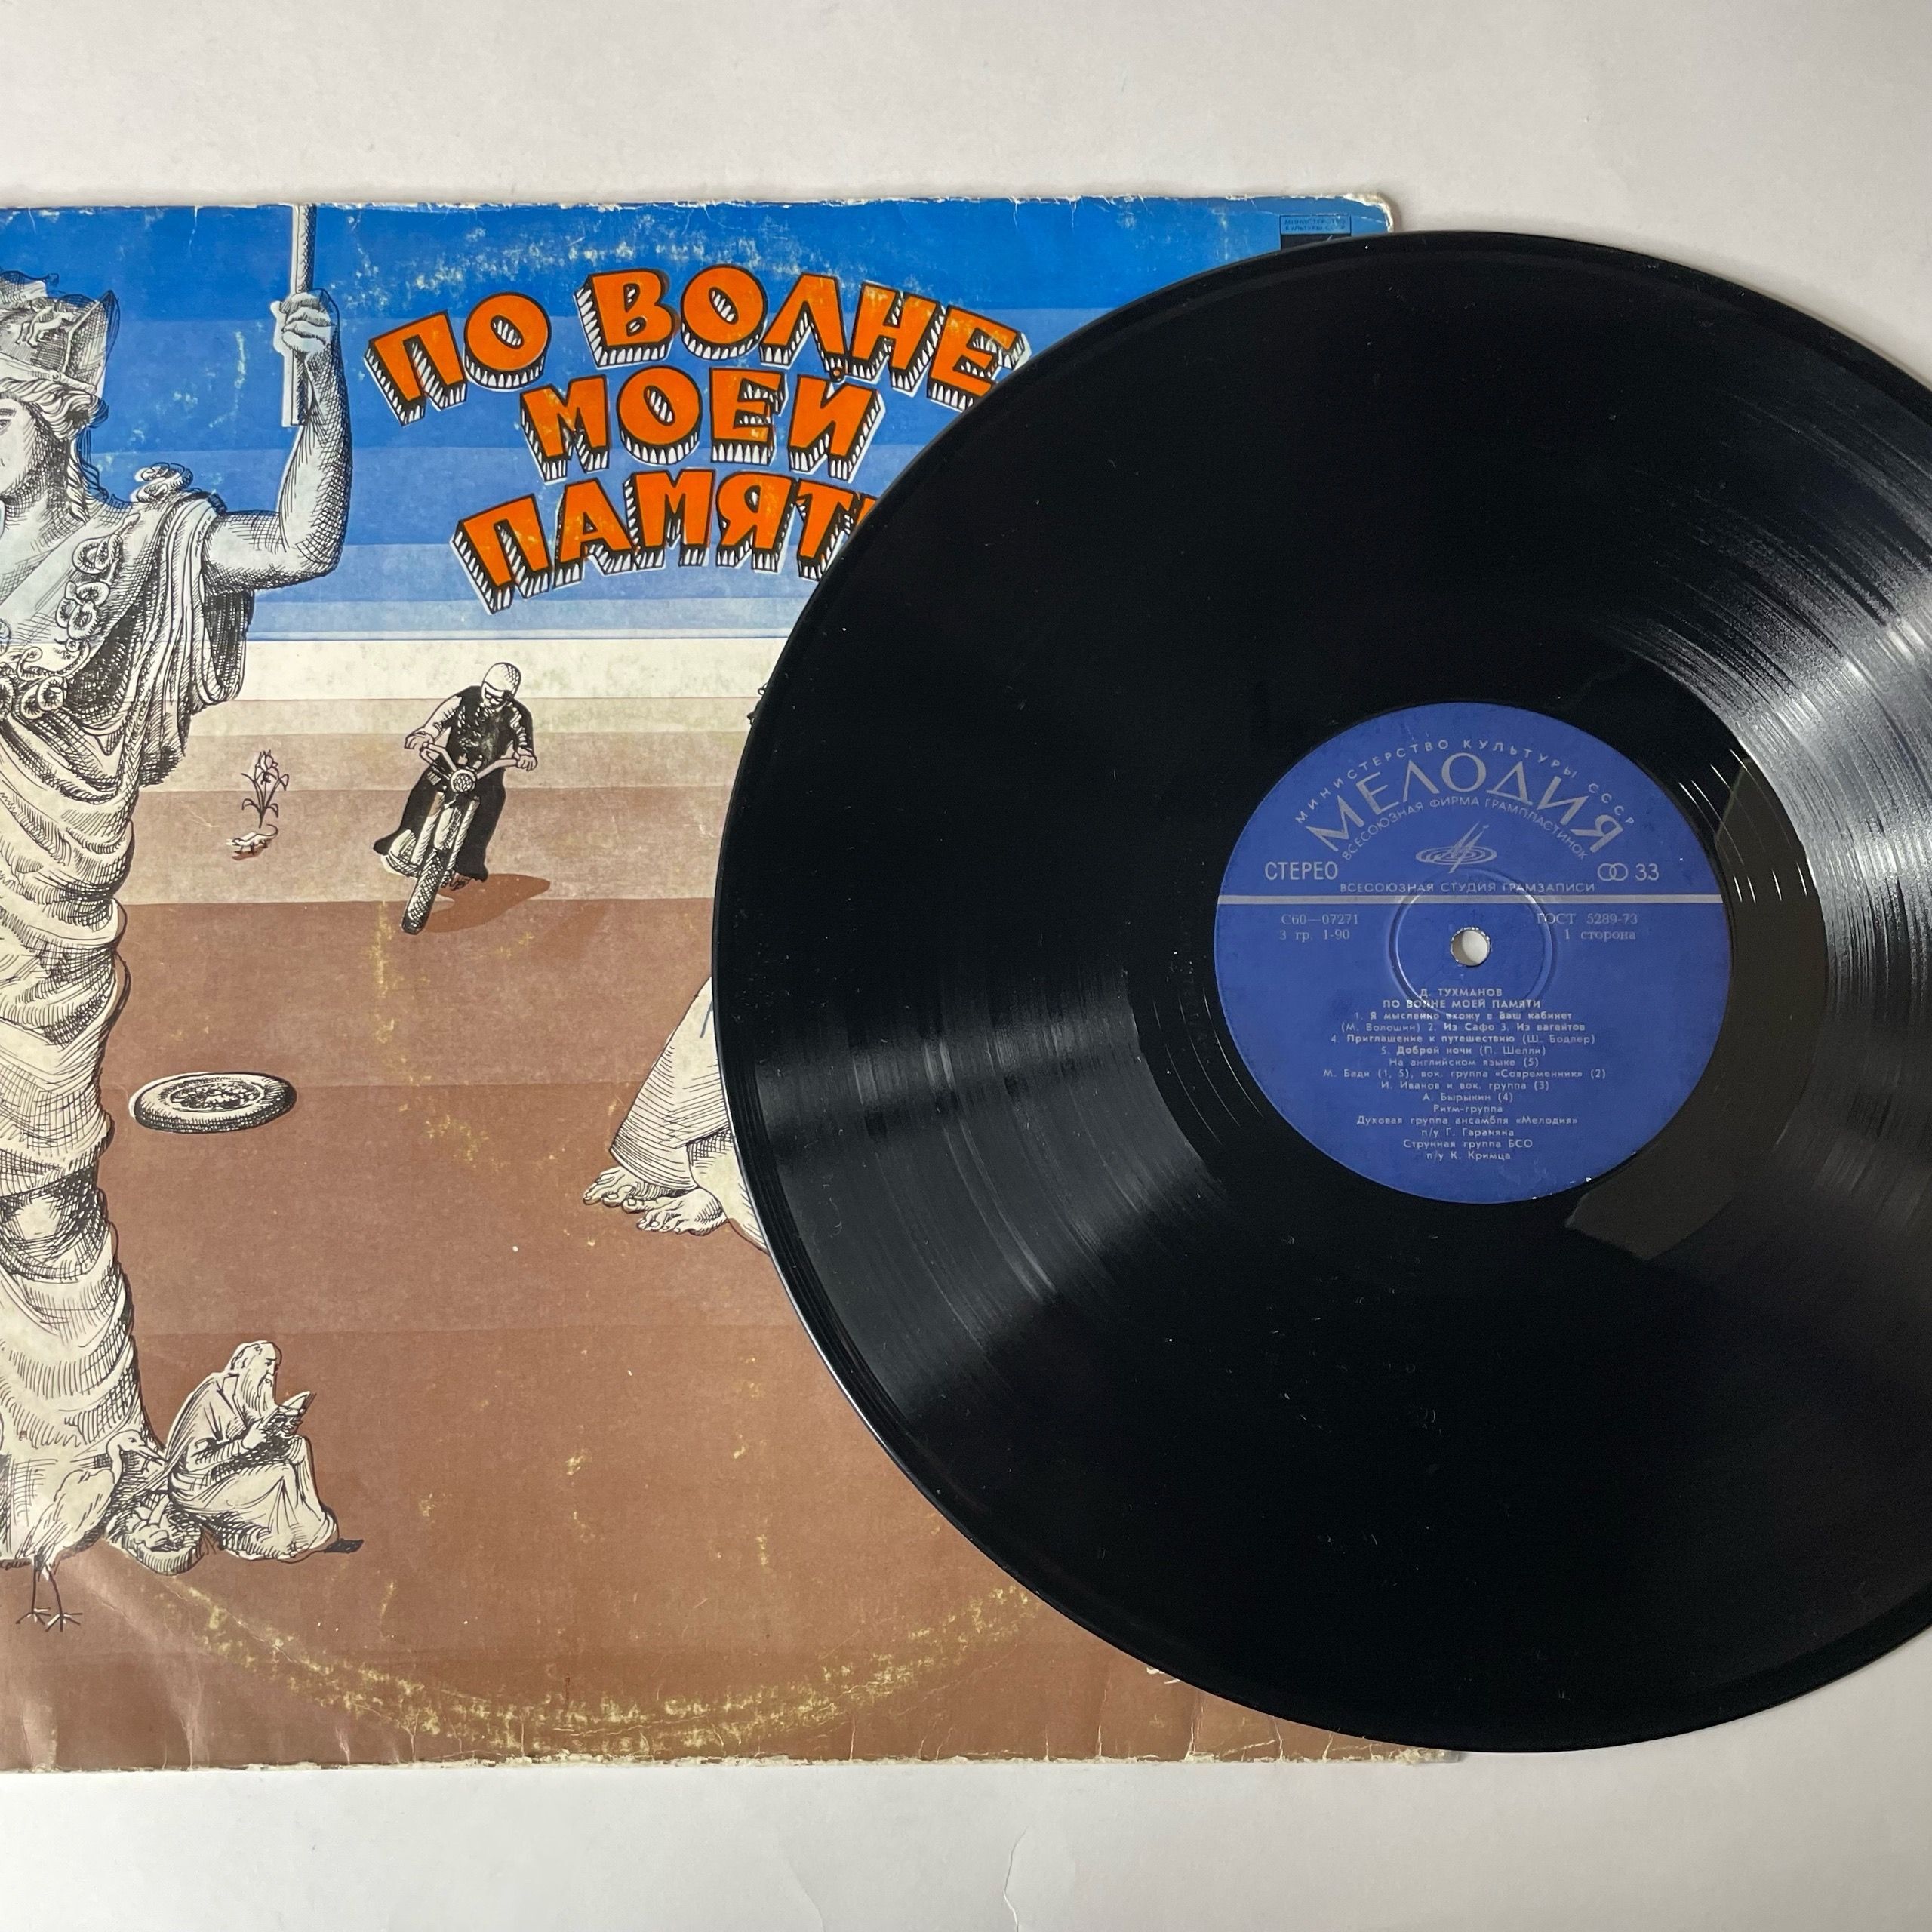 МИНИСТЕРСТВО
КУЛЬТУРЫ СССР
ПО ВОЛНЕ
МОЕЙ
ПАМЯТИ
МИНИСТЕРСТВО КУЛЬТУРЫ СССР
МЕЛОДИЯ
ВСЕСОЮЗНАЯ ФИРМА ГРАМПЛАСТИНОК
СТЕРЕО
33
ВСЕСОЮЗНАЯ СТУДИЯ ГРАМЗАПИСИ
С60—07271
ГОСТ 5289-73
3 гр. 1-90
1 сторона
Д. ТУХМАНОВ
ПО ВОЛНЕ МОЕЙ ПАМЯТИ
1. Я мысленно вхожу в Ваш кабинет
(М. Волошин) 2. Из Сафо 3. Из вагантов
4. Приглашение к путешествию (Ш. Бодлер)
5. Доброй ночи (П. Шелли)
На английском языке (5)
М. Бади (1, 5), вок. группа «Современник» (2)
И. Иванов и вок. группа (3)
А. Бырыкин (4)
Ритм-группа
Духовая группа ансамбля «Мелодия»
п/у Г. Гараняна
Струнная группа БСО
п/у К. Кримца